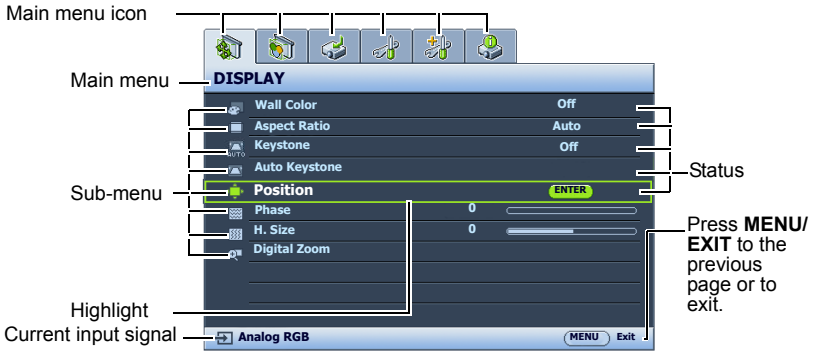 Main menu icon
Main menu
DISPLAY
Wall Color Off
Aspect Ratio Auto
AUTO Keystone Off
Auto Keystone
Status
Sub-menu
Position ENTER
Phase 0
H. Size 0
Digital Zoom
Press MENU/
EXIT to the
previous
page or to
exit.
Highlight
Current input signal
Analog RGB
MENU Exit